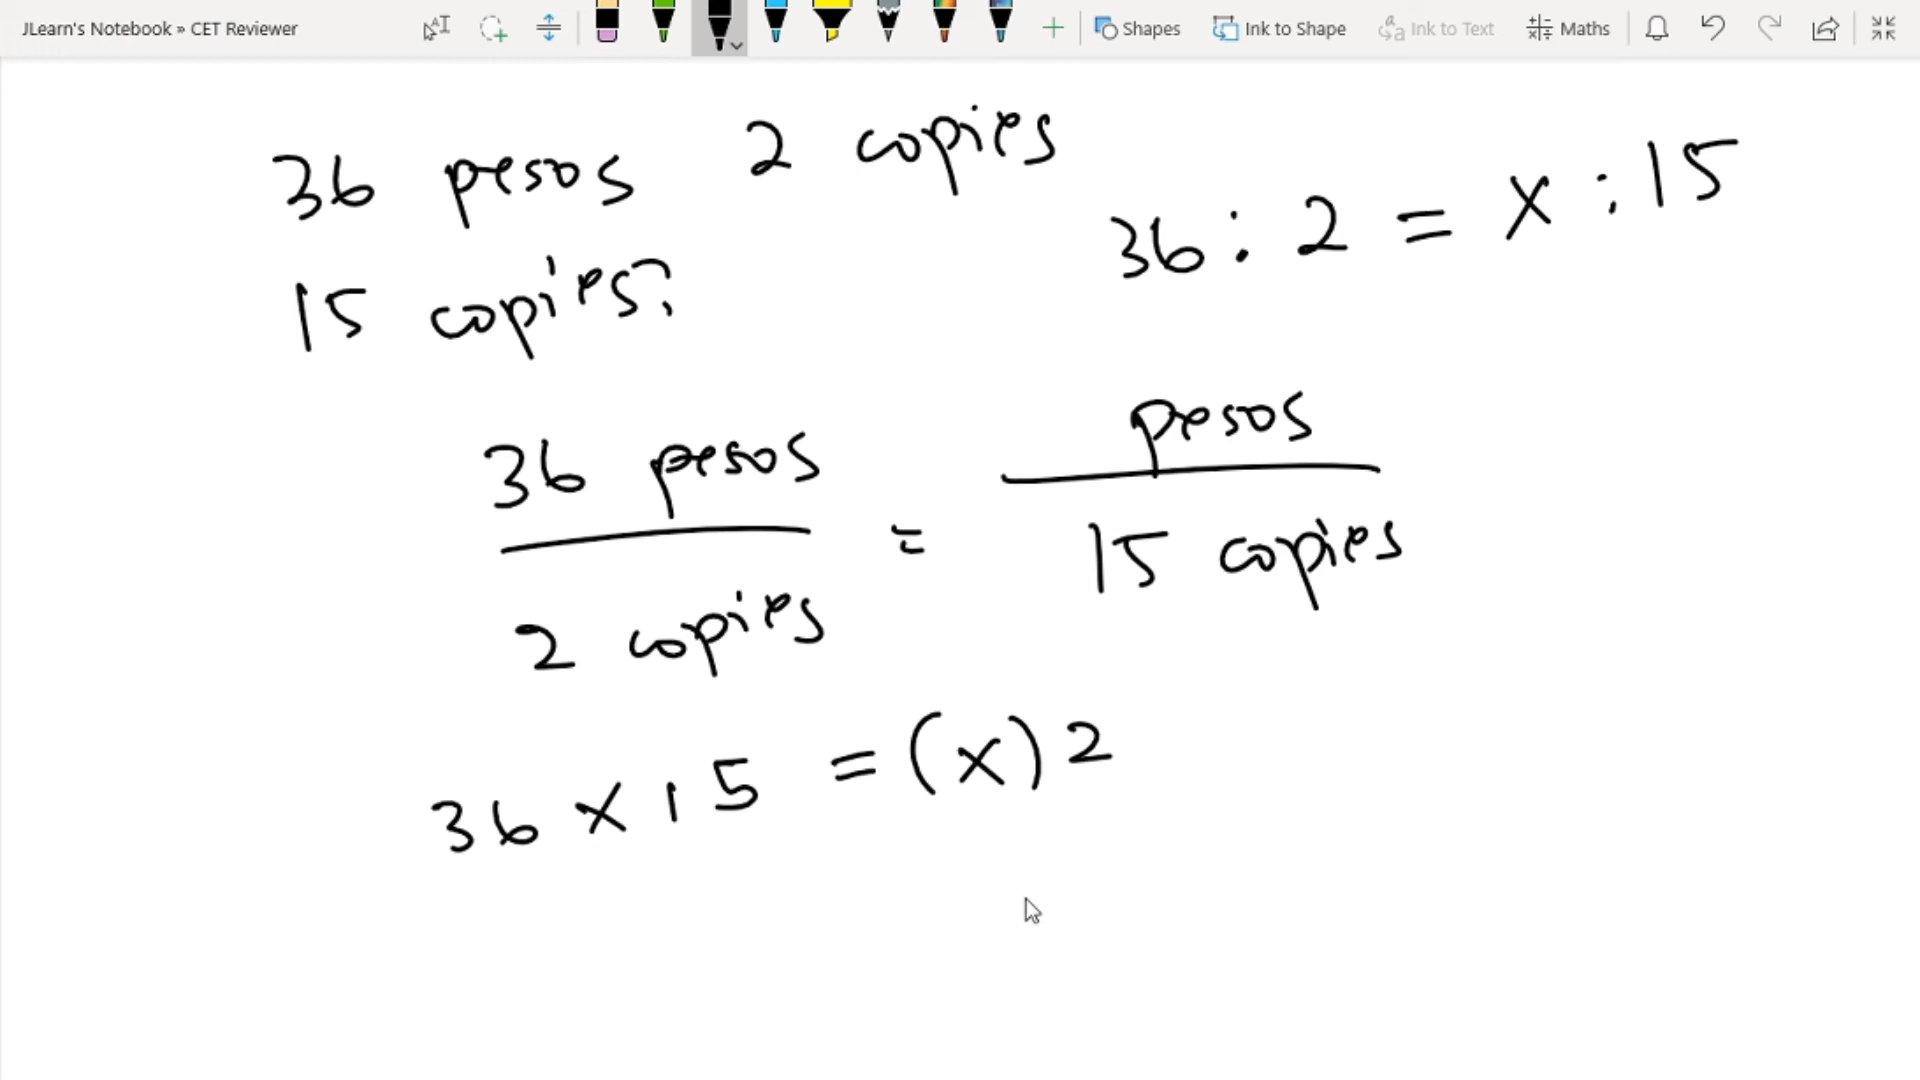 JLearn's Notebook » CET Reviewer
Shapes Ink to Shape Ink to Text Maths
36 pesos 2 copies
36 : 2 = x : 15
15 copies?
36 pesos = pesos
2 copies 15 copies
36 x 15 = (x) 2